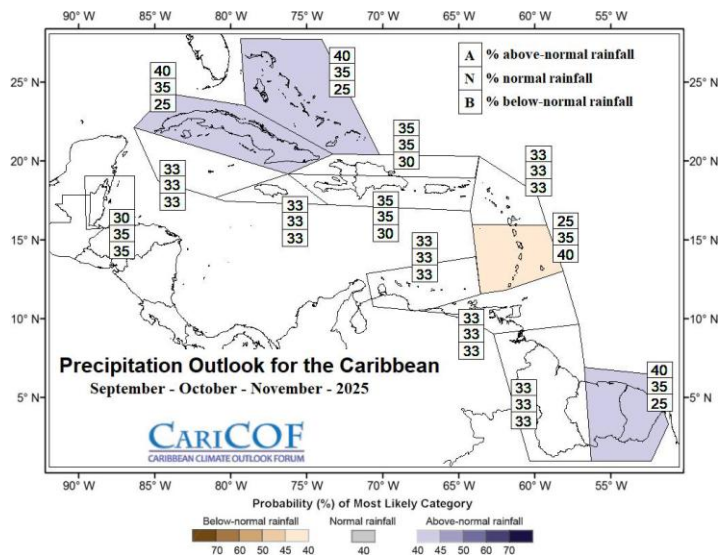 90° W 85° W 80° W 75° W 70° W 65° W 60° W 55° W
A % above-normal rainfall
N % normal rainfall
B % below-normal rainfall
25° N
20° N
15° N
10° N
5° N
40
35
25
40
35
25
35
35
30
33
33
33
33
33
33
30
35
35
33
33
33
35
35
30
33
33
33
25
35
40
33
33
33
33
33
33
40
35
25
25° N
20° N
15° N
10° N
5° N
Precipitation Outlook for the Caribbean
September - October - November - 2025
CARICOF
CARIBBEAN CLIMATE OUTLOOK FORUM
90° W 85° W 80° W 75° W 70° W 65° W 60° W 55° W
Probability (%) of Most Likely Category
Below-normal rainfall Normal rainfall Above-normal rainfall
70 60 50 45 40 40 40 45 50 60 70